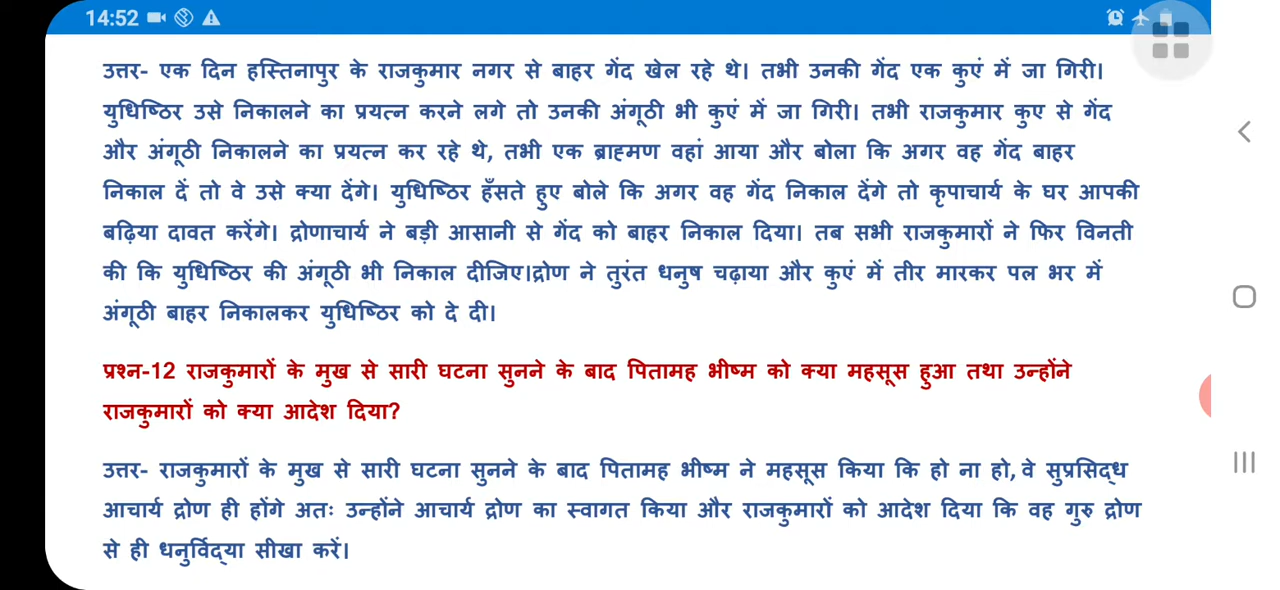 14:52
उत्तर- एक दिन हस्तिनापुर के राजकुमार नगर से बाहर गेंद खेल रहे थे। तभी उनकी गेंद एक कुएं में जा गिरी।
युधिष्ठिर उसे निकालने का प्रयत्न करने लगे तो उनकी अंगूठी भी कुएं में जा गिरी। तभी राजकुमार कुए से गेंद
और अंगूठी निकालने का प्रयत्न कर रहे थे, तभी एक ब्राह्मण वहां आया और बोला कि अगर वह गेंद बाहर
निकाल दें तो वे उसे क्या देंगे। युधिष्ठिर हँसते हुए बोले कि अगर वह गेंद निकाल देंगे तो कृपाचार्य के घर आपकी
बढ़िया दावत करेंगे। द्रोणाचार्य ने बड़ी आसानी से गेंद को बाहर निकाल दिया। तब सभी राजकुमारों ने फिर विनती
की कि युधिष्ठिर की अंगूठी भी निकाल दीजिए।द्रोण ने तुरंत धनुष चढ़ाया और कुएं में तीर मारकर पल भर में
अंगूठी बाहर निकालकर युधिष्ठिर को दे दी।
प्रश्न-12 राजकुमारों के मुख से सारी घटना सुनने के बाद पितामह भीष्म को क्या महसूस हुआ तथा उन्होंने
राजकुमारों को क्या आदेश दिया?
उत्तर- राजकुमारों के मुख से सारी घटना सुनने के बाद पितामह भीष्म ने महसूस किया कि हो ना हो, वे सुप्रसिद्ध
आचार्य द्रोण ही होंगे अतः उन्होंने आचार्य द्रोण का स्वागत किया और राजकुमारों को आदेश दिया कि वह गुरु द्रोण
से ही धनुर्विद्या सीखा करें।